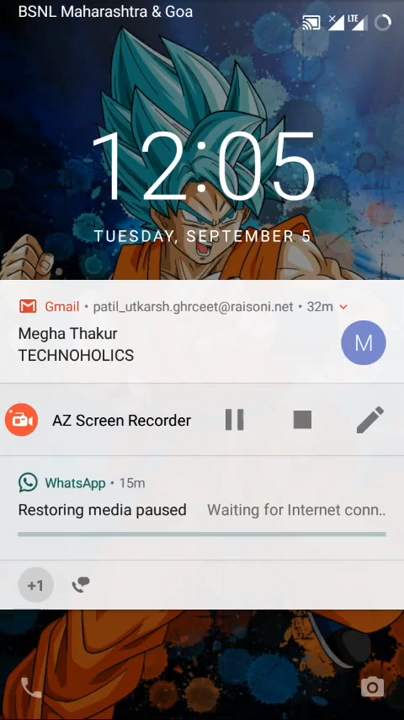 BSNL Maharashtra & Goa
LTE
12:05
TUESDAY, SEPTEMBER 5
Gmail • patil_utkarsh.ghrceet@raisoni.net • 32m
Megha Thakur
M
TECHNOHOLICS
AZ Screen Recorder
WhatsApp • 15m
Restoring media paused Waiting for Internet conn..
+1